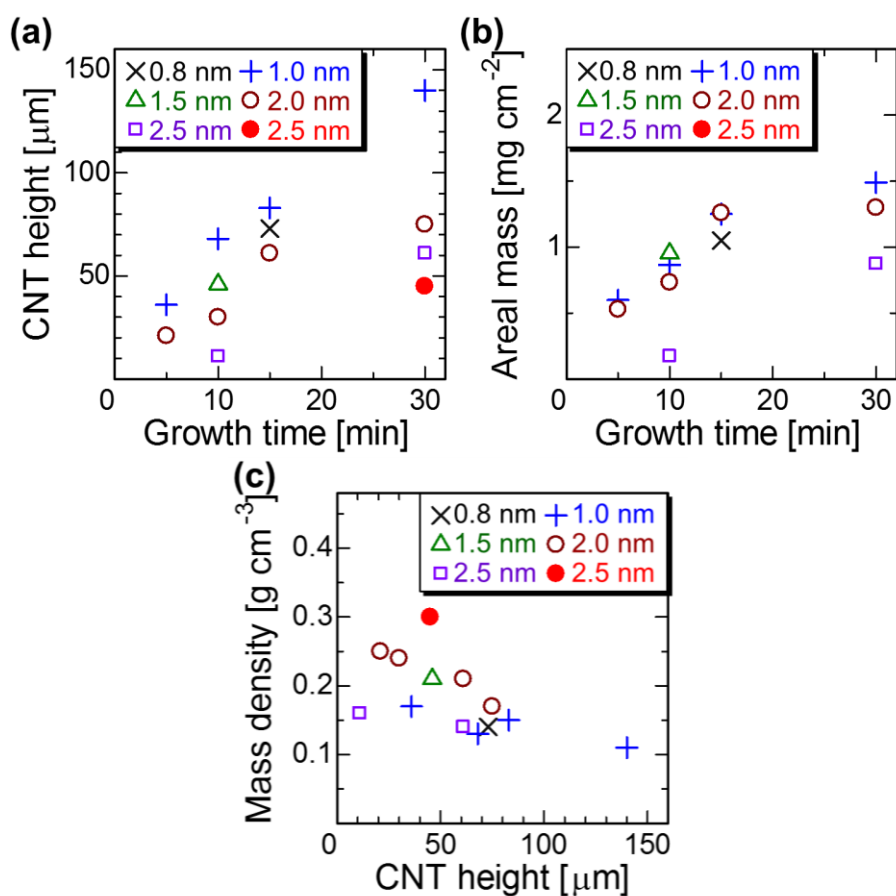 (a)
CNT height [μm]
150
100
50
0.8 nm 1.0 nm
1.5 nm 2.0 nm
2.5 nm 2.5 nm
0 10 20 30
Growth time [min]
(b)
Areal mass [mg cm⁻²]
2
1
0.8 nm 1.0 nm
1.5 nm 2.0 nm
2.5 nm 2.5 nm
0 10 20 30
Growth time [min]
(c)
Mass density [g cm⁻³]
0.4
0.3
0.2
0.1
0.8 nm 1.0 nm
1.5 nm 2.0 nm
2.5 nm 2.5 nm
0 50 100 150
CNT height [μm]